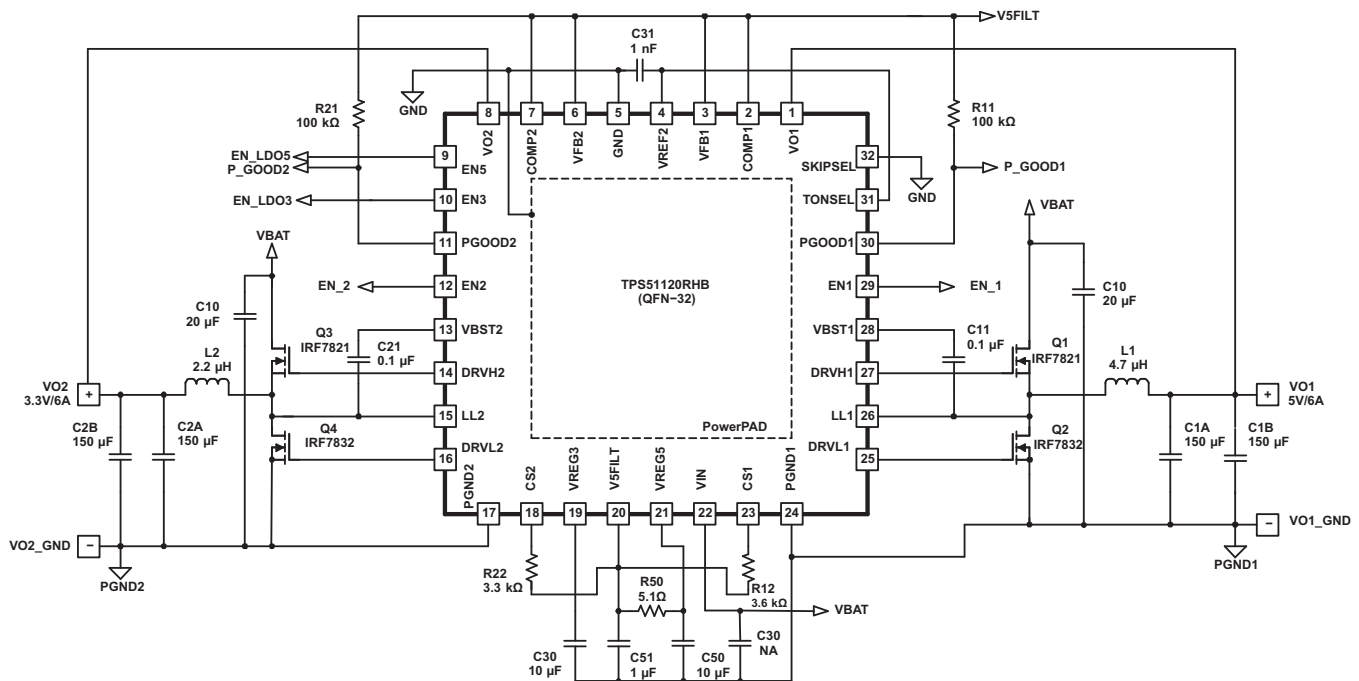 V5FILT
C31
1 nF
GND
R21
100 kΩ
R11
100 kΩ
8
7
6
5
4
3
2
1
VO2
COMP2
VFB2
GND
VREF2
VFB1
COMP1
VO1
EN_LDO5
P_GOOD2
9
EN5
32
SKIPSEL
GND
P_GOOD1
EN_LDO3
10
EN3
TONSEL
31
VBAT
VBAT
11
PGOOD2
PGOOD1
30
TPS51120RHB
(QFN−32)
EN_2
12
EN2
EN1
29
EN_1
C10
20 µF
C10
20 µF
13
VBST2
VBST1
28
Q3
IRF7821
C21
0.1 µF
C11
0.1 µF
Q1
IRF7821
L2
2.2 µH
L1
4.7 µH
14
DRVH2
DRVH1
27
VO2
3.3V/6A
+
+
VO1
5V/6A
15
LL2
LL1
26
C2B
150 µF
C2A
150 µF
Q4
IRF7832
PowerPAD
Q2
IRF7832
C1A
150 µF
C1B
150 µF
16
DRVL2
DRVL1
25
PGND2
CS2
VREG3
V5FILT
VREG5
VIN
CS1
PGND1
17
18
19
20
21
22
23
24
VO2_GND
−
−
VO1_GND
PGND2
PGND1
R22
3.3 kΩ
R50
5.1Ω
R12
3.6 kΩ
VBAT
C30
10 µF
C51
1 µF
C50
10 µF
C30
NA